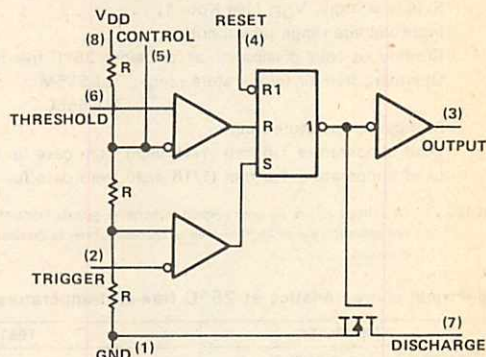 VDD
RESET
(8) CONTROL
(4)
(5)
R
(6)
THRESHOLD
R1
R
S
1
(3)
OUTPUT
R
(2)
TRIGGER
R
GND (1)
(7)
DISCHARGE